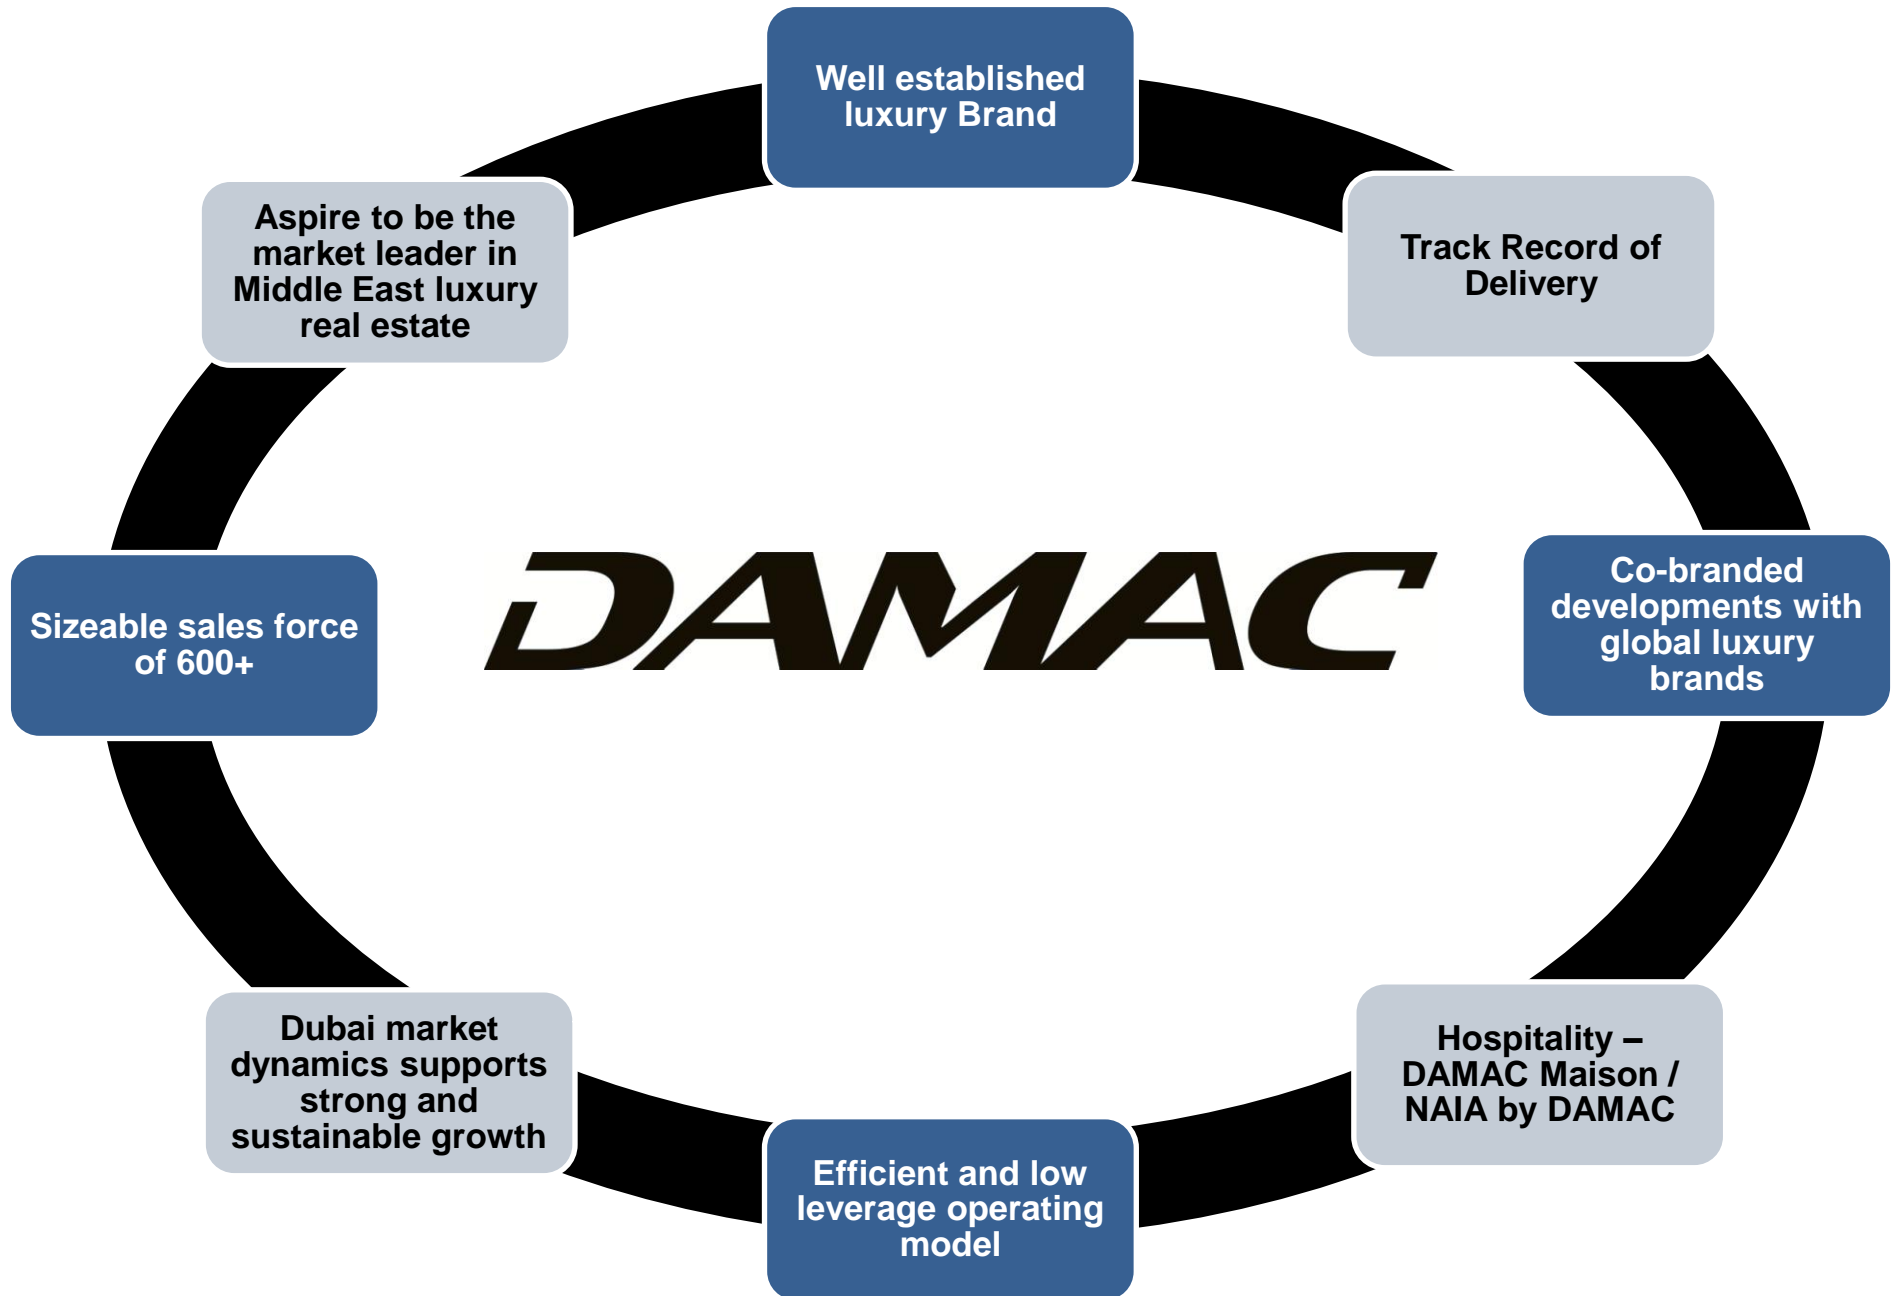 Well established
luxury Brand
Track Record of
Delivery
Co-branded
developments with
global luxury
brands
Hospitality –
DAMAC Maison /
NAIA by DAMAC
Efficient and low
leverage operating
model
Dubai market
dynamics supports
strong and
sustainable growth
Sizeable sales force
of 600+
Aspire to be the
market leader in
Middle East luxury
real estate
DAMAC